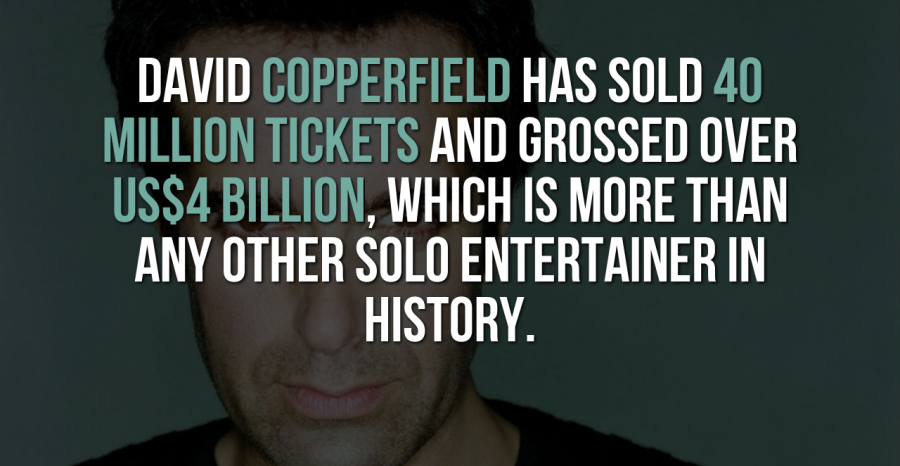 DAVID COPPERFIELD HAS SOLD 40
MILLION TICKETS AND GROSSED OVER
US$4 BILLION, WHICH IS MORE THAN
ANY OTHER SOLO ENTERTAINER IN
HISTORY.